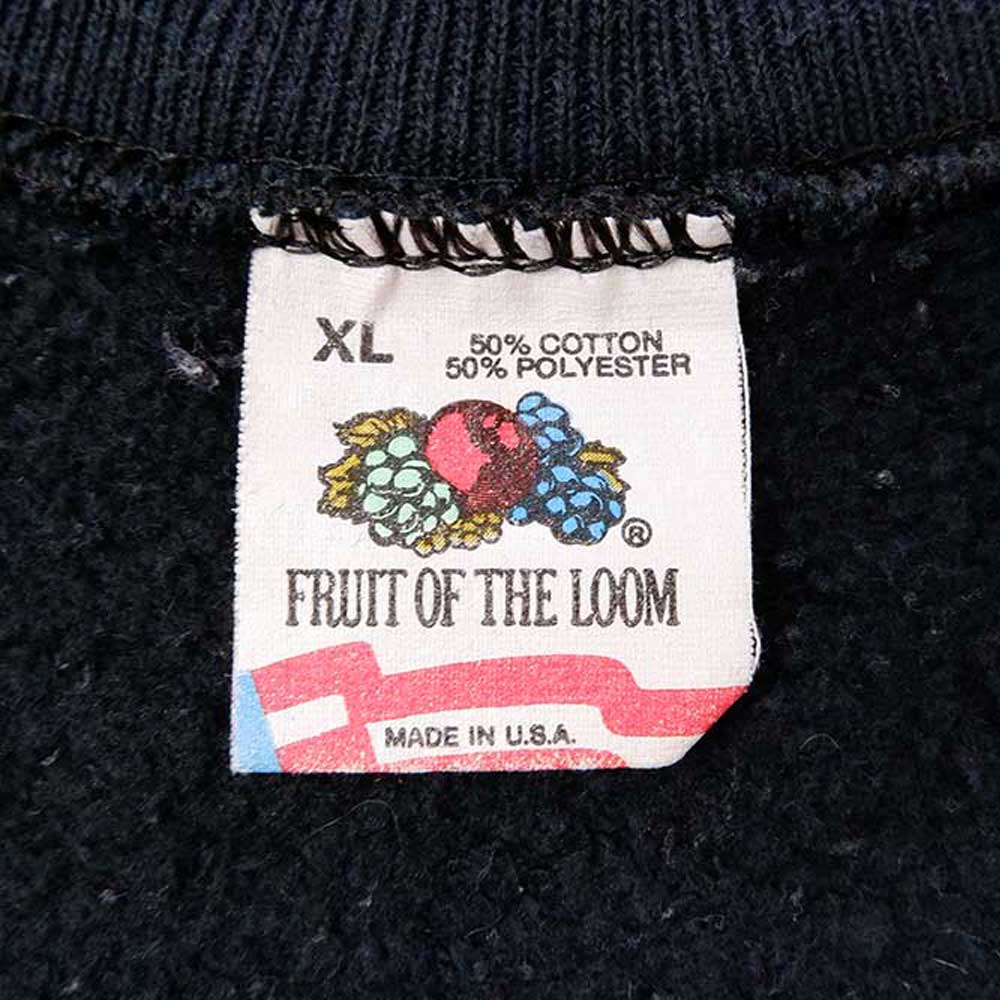 XL
50% COTTON
50% POLYESTER
®
FRUIT OF THE LOOM
MADE IN U.S.A.